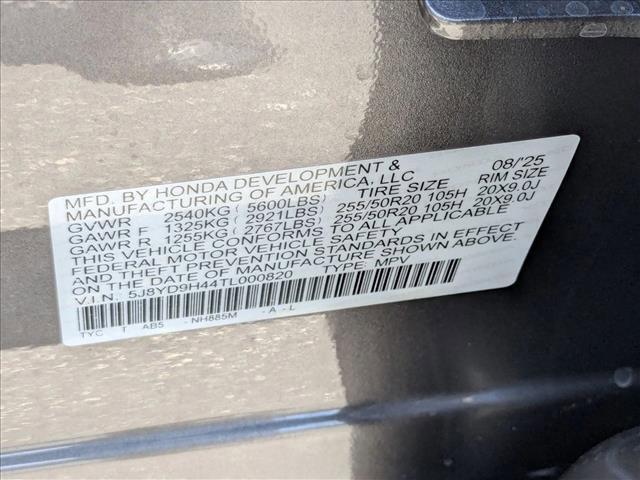 MFD. BY HONDA DEVELOPMENT & 08/'25
MANUFACTURING OF AMERICA, LLC
TIRE SIZE RIM SIZE
GVWR 2540KG( 5600LBS)
GAWR F 1325KG( 2921LBS) 255/50R20 105H 20X9.0J
GAWR R 1255KG( 2767LBS) 255/50R20 105H 20X9.0J
THIS VEHICLE CONFORMS TO ALL APPLICABLE
FEDERAL MOTOR VEHICLE SAFETY
AND THEFT PREVENTION STANDARDS IN EFFECT
ON THE DATE OF MANUFACTURE SHOWN ABOVE.
V.I.N.: 5J8YD9H44TL000820 TYPE: MPV
TYC T AB5 - NH885M - A - L